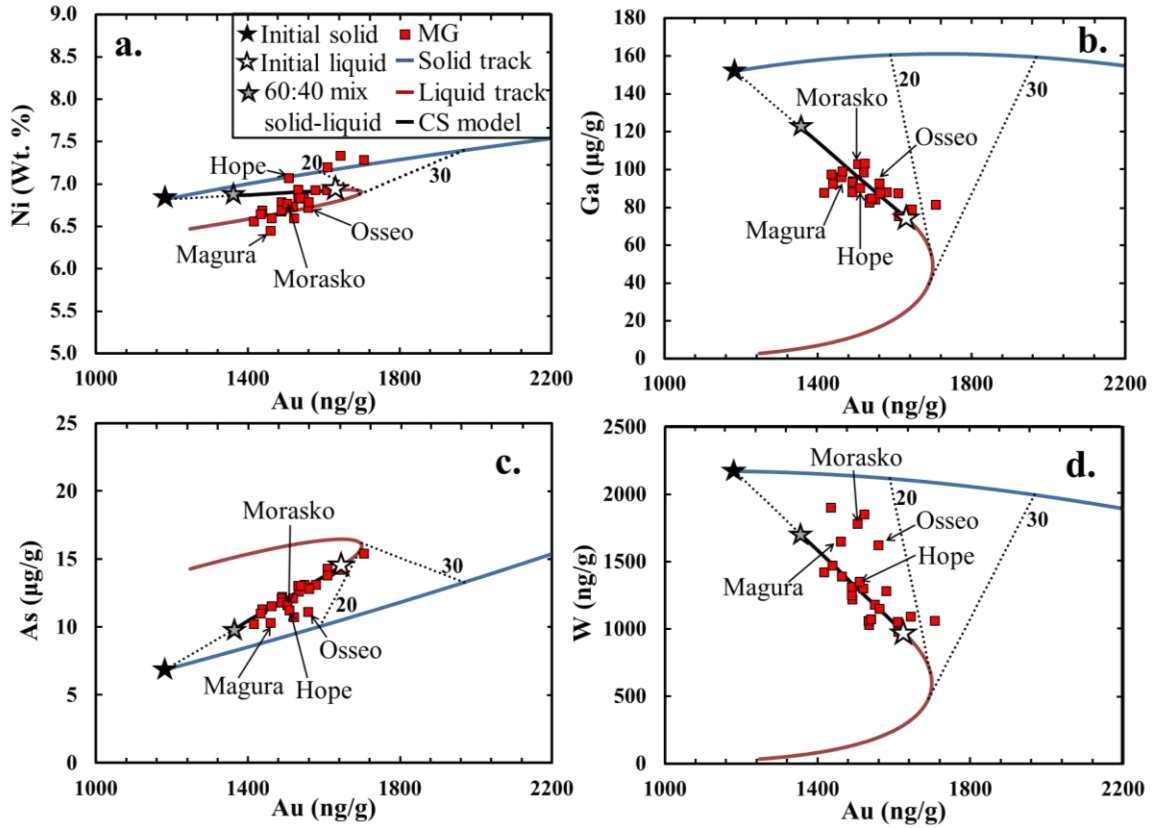 a.
★Initial solid
MG
☆Initial liquid
Solid track
60:40 mix
solid-liquid
Liquid track
CS model
Ni (Wt. %)
9.0
8.5
8.0
7.5
7.0
6.5
6.0
5.5
5.0
Hope
20
30
Magura
Osseo
Morasko
1000
1400
1800
2200
Au (ng/g)
b.
Ga (µg/g)
180
160
140
120
100
80
60
40
20
0
20
30
Morasko
Osseo
Magura
Hope
1000
1400
1800
2200
Au (ng/g)
c.
As (µg/g)
25
20
15
10
5
0
Morasko
30
20
Osseo
Magura
Hope
1000
1400
1800
2200
Au (ng/g)
d.
W (ng/g)
2500
2000
1500
1000
500
0
Morasko
20
30
Osseo
Hope
Magura
1000
1400
1800
2200
Au (ng/g)